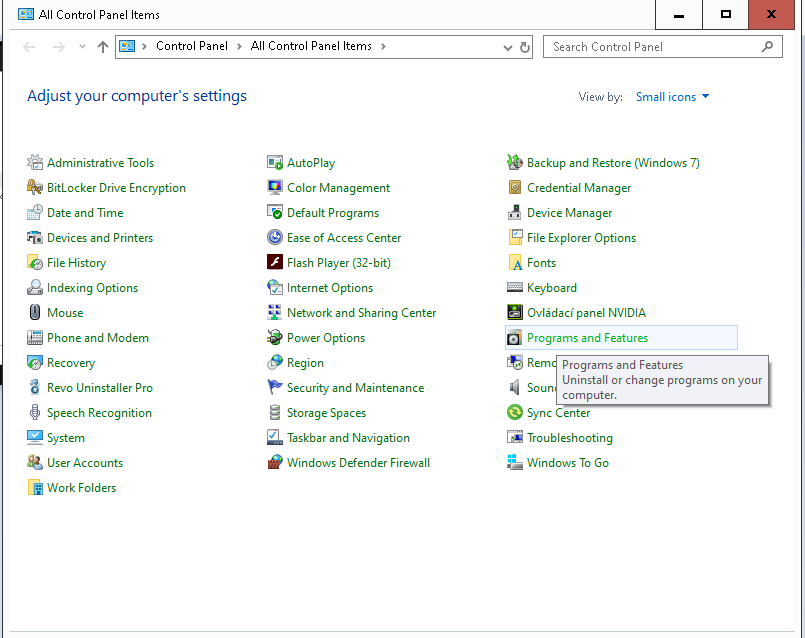 All Control Panel Items
Control Panel > All Control Panel Items >
Search Control Panel
Adjust your computer's settings
View by: Small icons
Administrative Tools
BitLocker Drive Encryption
Date and Time
Devices and Printers
File History
Indexing Options
Mouse
Phone and Modem
Recovery
Revo Uninstaller Pro
Speech Recognition
System
User Accounts
Work Folders
AutoPlay
Color Management
Default Programs
Ease of Access Center
Flash Player (32-bit)
Internet Options
Network and Sharing Center
Power Options
Region
Security and Maintenance
Storage Spaces
Taskbar and Navigation
Windows Defender Firewall
Backup and Restore (Windows 7)
Credential Manager
Device Manager
File Explorer Options
Fonts
Keyboard
Ovládací panel NVIDIA
Programs and Features
Programs and Features
Uninstall or change programs on your
computer.
Sync Center
Troubleshooting
Windows To Go